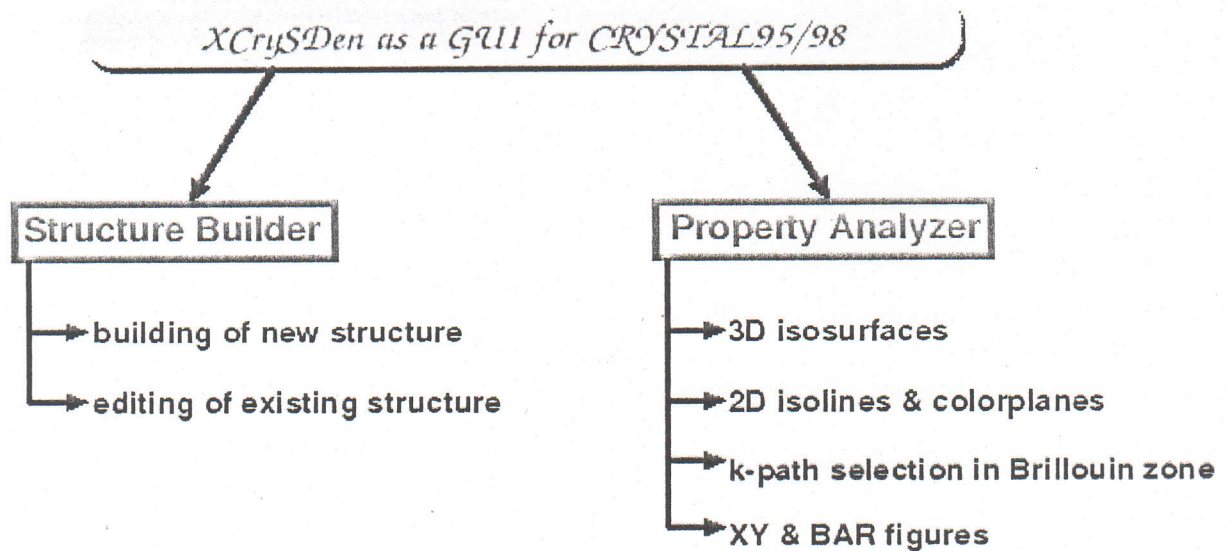 XCrySDen as a GUI for CRYSTAL95/98
Structure Builder
building of new structure
editing of existing structure
Property Analyzer
3D isosurfaces
2D isolines & colorplanes
k-path selection in Brillouin zone
XY & BAR figures